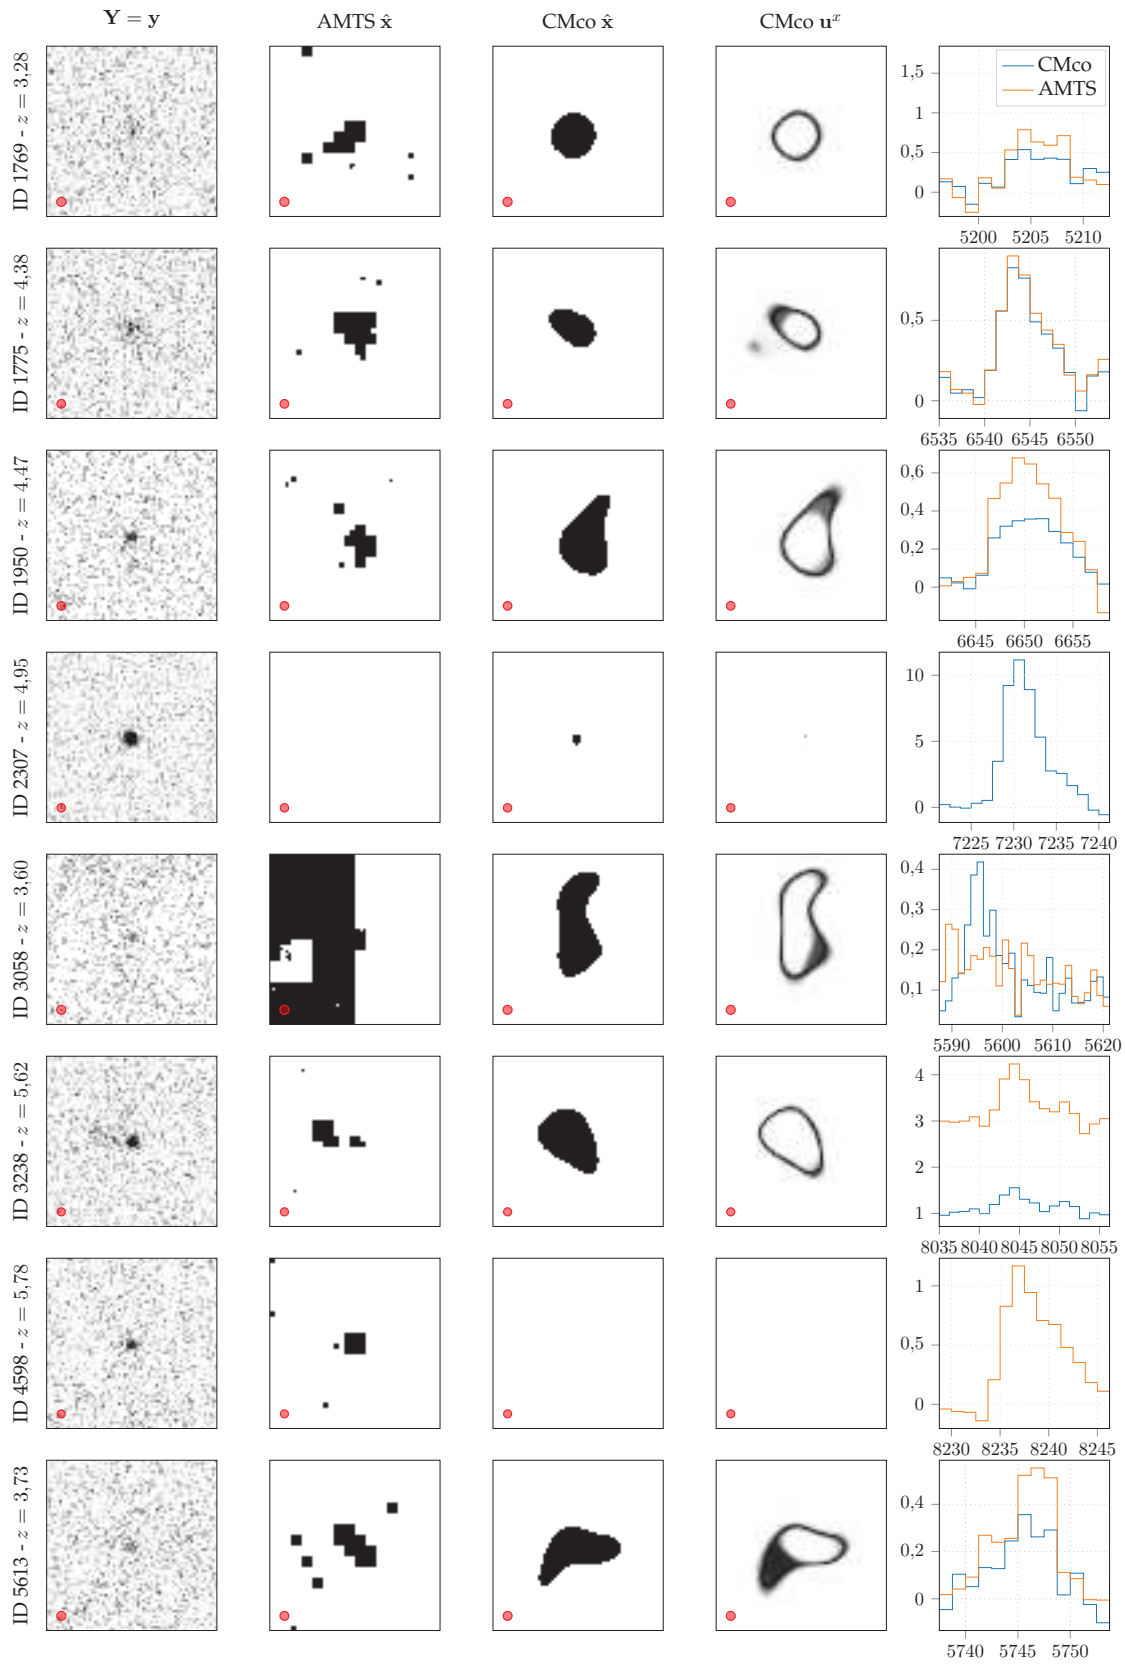 Y = y
AMTS x̂
CMco x̂
CMco uˣ
ID 1769 - z = 3,28
CMco
AMTS
1,5
1
0,5
0
5200 5205 5210
ID 1775 - z = 4,38
0,5
0
6535 6540 6545 6550
ID 1950 - z = 4,47
0,6
0,4
0,2
0
6645 6650 6655
ID 2307 - z = 4,95
10
5
0
7225 7230 7235 7240
ID 3058 - z = 3,60
0,4
0,3
0,2
0,1
5590 5600 5610 5620
ID 3238 - z = 5,62
4
3
2
1
8035 8040 8045 8050 8055
ID 4598 - z = 5,78
1
0,5
0
8230 8235 8240 8245
ID 5613 - z = 3,73
0,4
0,2
0
5740 5745 5750